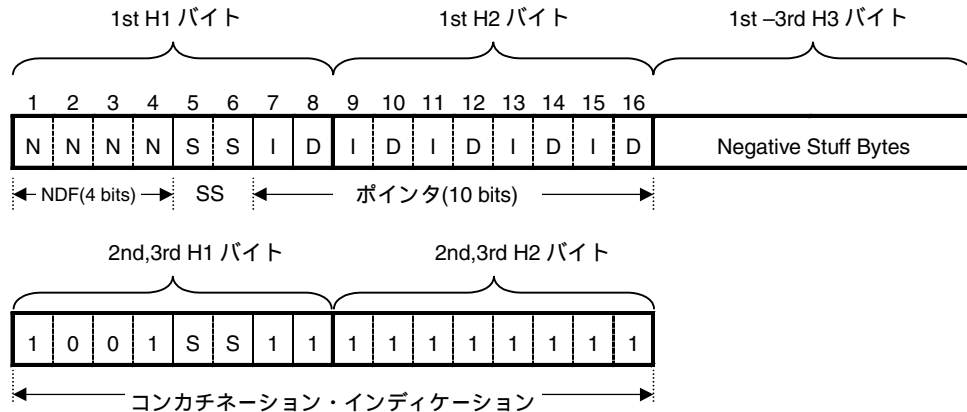 1st H1 バイト 1st H2 バイト 1st –3rd H3 バイト
1 2 3 4 5 6 7 8 9 10 11 12 13 14 15 16
N N N N S S I D I D I D I D I D Negative Stuff Bytes
NDF(4 bits) SS ポインタ(10 bits)
2nd,3rd H1 バイト 2nd,3rd H2 バイト
1 0 0 1 S S 1 1 1 1 1 1 1 1 1 1
コンカチネーション・インディケーション